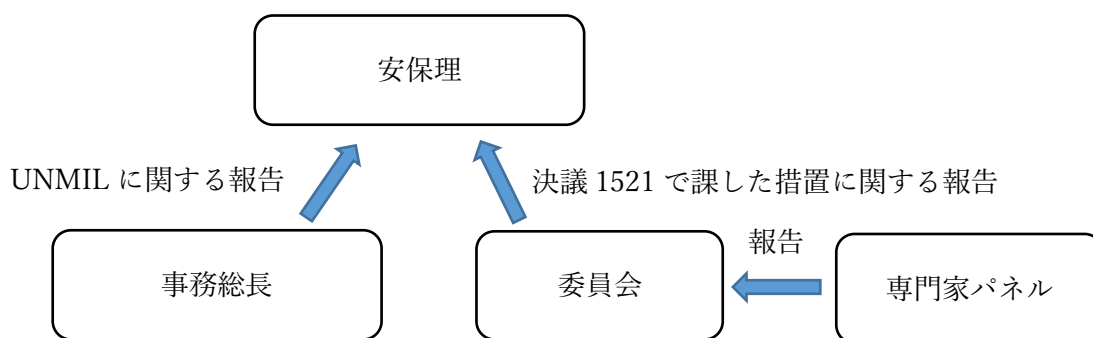 安保理
UNMIL に関する報告
決議 1521 で課した措置に関する報告
報告
事務総長
委員会
専門家パネル